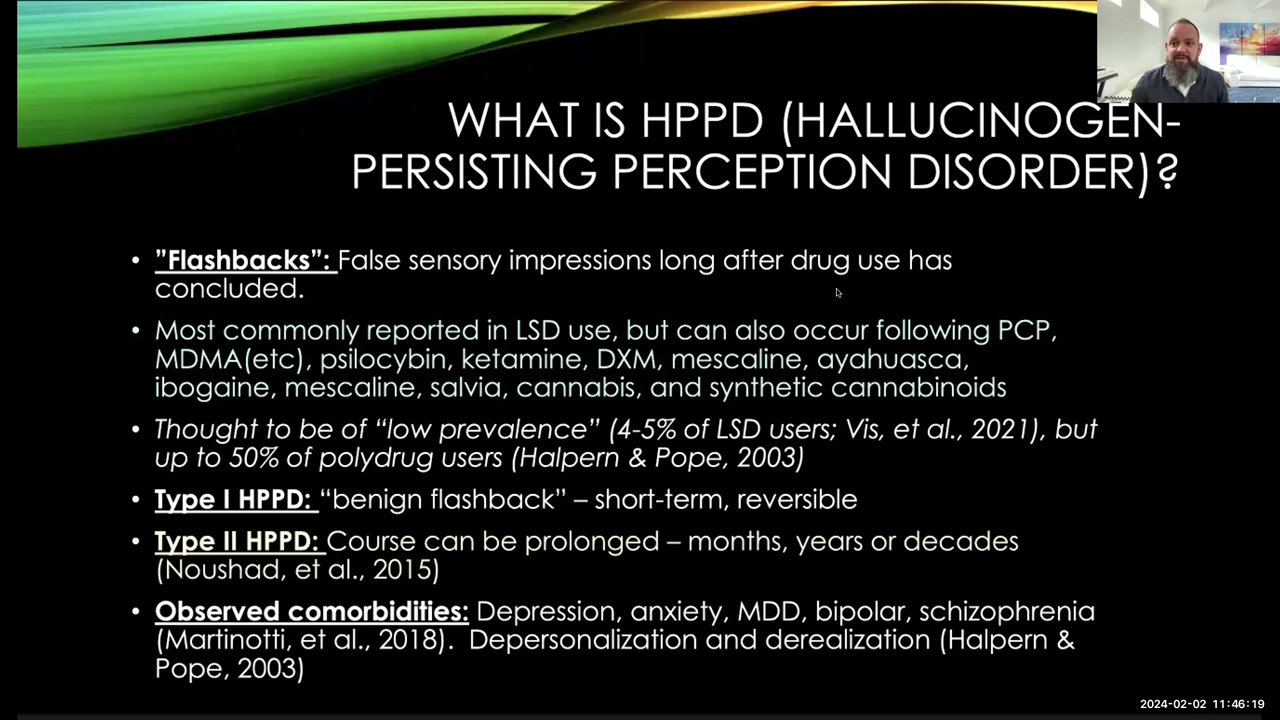 WHAT IS HPPD (HALLUCINOGEN-
PERSISTING PERCEPTION DISORDER)?
• ”Flashbacks”: False sensory impressions long after drug use has
concluded.
• Most commonly reported in LSD use, but can also occur following PCP,
MDMA(etc), psilocybin, ketamine, DXM, mescaline, ayahuasca,
ibogaine, mescaline, salvia, cannabis, and synthetic cannabinoids
• Thought to be of “low prevalence” (4-5% of LSD users; Vis, et al., 2021), but
up to 50% of polydrug users (Halpern & Pope, 2003)
• Type I HPPD: “benign flashback” – short-term, reversible
• Type II HPPD: Course can be prolonged – months, years or decades
(Noushad, et al., 2015)
• Observed comorbidities: Depression, anxiety, MDD, bipolar, schizophrenia
(Martinotti, et al., 2018).  Depersonalization and derealization (Halpern &
Pope, 2003)
2024-02-02 11:46:19